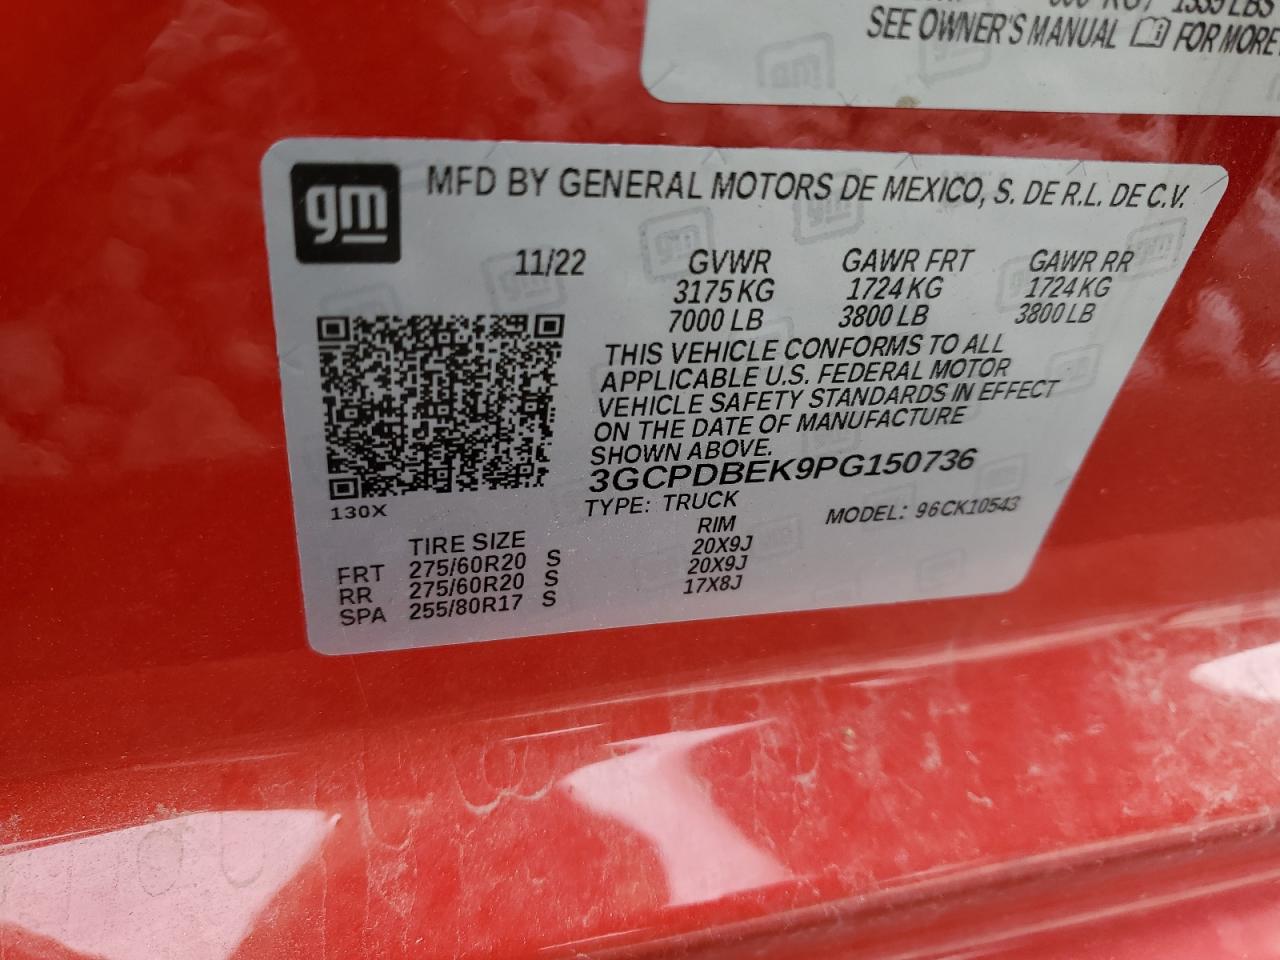 1335 LBS
SEE OWNER'S MANUAL FOR MORE
gm
MFD BY GENERAL MOTORS DE MEXICO, S. DE R.L. DE C.V.
11/22 GVWR GAWR FRT GAWR RR
3175 KG 1724 KG 1724 KG
7000 LB 3800 LB 3800 LB
THIS VEHICLE CONFORMS TO ALL
APPLICABLE U.S. FEDERAL MOTOR
VEHICLE SAFETY STANDARDS IN EFFECT
ON THE DATE OF MANUFACTURE
SHOWN ABOVE.
3GCPDBEK9PG150736
130X
TYPE: TRUCK MODEL: 96CK10543
TIRE SIZE RIM
FRT 275/60R20 S 20X9J
RR 275/60R20 S 20X9J
SPA 255/80R17 S 17X8J